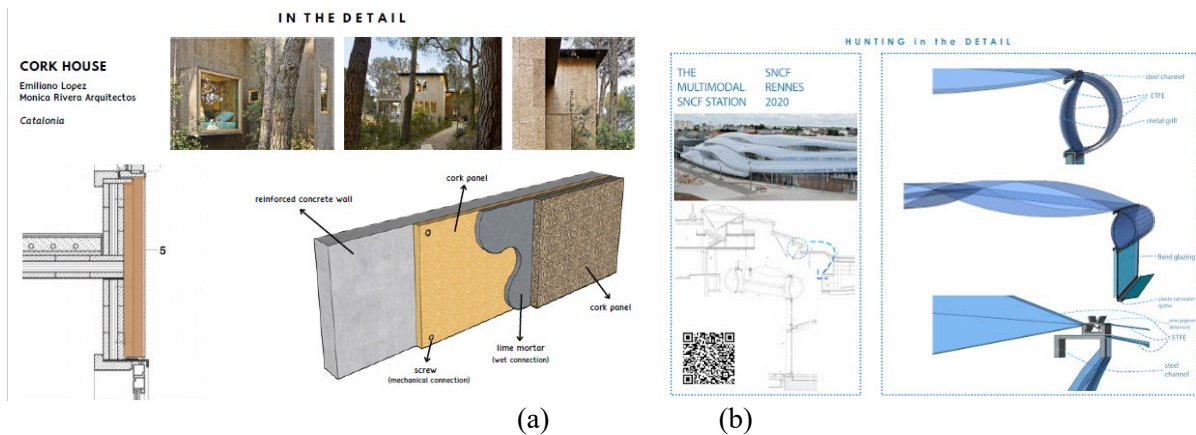 IN THE DETAIL
CORK HOUSE
Emiliano Lopez
Monica Rivera Arquitectos
Catalonia
5
cork panel
reinforced concrete wall
cork panel
lime mortar
(wet connection)
screw
(mechanical connection)
(a)
HUNTING in the DETAIL
THE
MULTIMODAL
SNCF STATION
SNCF
RENNES
2020
steel channel
ETFE
metal grill
fixed glazing
plastic rainwater
ETFE
steel
channel
(b)